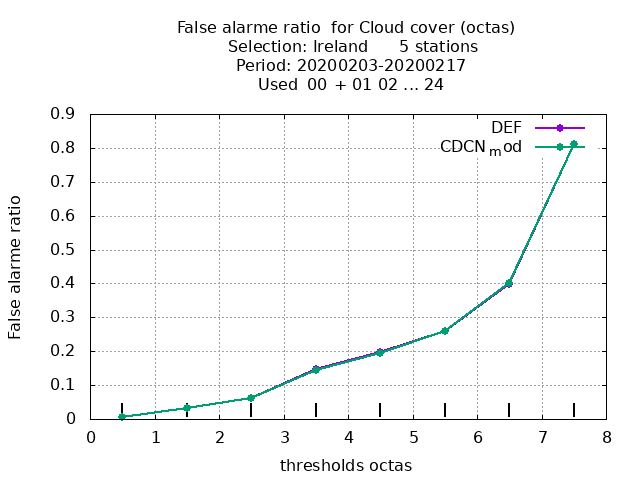 False alarme ratio  for Cloud cover (octas)
Selection: Ireland      5 stations
Period: 20200203-20200217
Used  00  + 01 02 ... 24
0.9
0.8
0.7
0.6
0.5
0.4
0.3
0.2
0.1
0
False alarme ratio
DEF
CDCNmod
0 1 2 3 4 5 6 7 8
thresholds octas